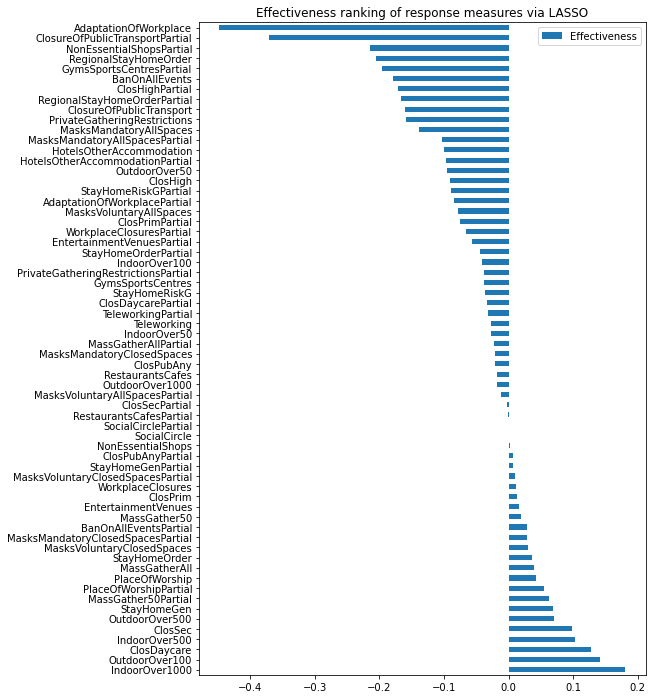 Effectiveness ranking of response measures via LASSO
Effectiveness
AdaptationOfWorkplace
ClosureOfPublicTransportPartial
NonEssentialShopsPartial
RegionalStayHomeOrder
GymsSportsCentresPartial
BanOnAllEvents
ClosHighPartial
RegionalStayHomeOrderPartial
ClosureOfPublicTransport
PrivateGatheringRestrictions
MasksMandatoryAllSpaces
MasksMandatoryAllSpacesPartial
HotelsOtherAccommodation
HotelsOtherAccommodationPartial
OutdoorOver50
ClosHigh
StayHomeRiskGPartial
AdaptationOfWorkplacePartial
MasksVoluntaryAllSpaces
ClosPrimPartial
WorkplaceClosuresPartial
EntertainmentVenuesPartial
StayHomeOrderPartial
IndoorOver100
PrivateGatheringRestrictionsPartial
GymsSportsCentres
StayHomeRiskG
ClosDaycarePartial
TeleworkingPartial
Teleworking
IndoorOver50
MassGatherAllPartial
MasksMandatoryClosedSpaces
ClosPubAny
RestaurantsCafes
OutdoorOver1000
MasksVoluntaryAllSpacesPartial
ClosSecPartial
RestaurantsCafesPartial
SocialCirclePartial
SocialCircle
NonEssentialShops
ClosPubAnyPartial
StayHomeGenPartial
MasksVoluntaryClosedSpacesPartial
WorkplaceClosures
ClosPrim
EntertainmentVenues
MassGather50
BanOnAllEventsPartial
MasksMandatoryClosedSpacesPartial
MasksVoluntaryClosedSpaces
StayHomeOrder
MassGatherAll
PlaceOfWorship
PlaceOfWorshipPartial
MassGather50Partial
StayHomeGen
OutdoorOver500
ClosSec
IndoorOver500
ClosDaycare
OutdoorOver100
IndoorOver1000
−0.4 −0.3 −0.2 −0.1 0.0 0.1 0.2